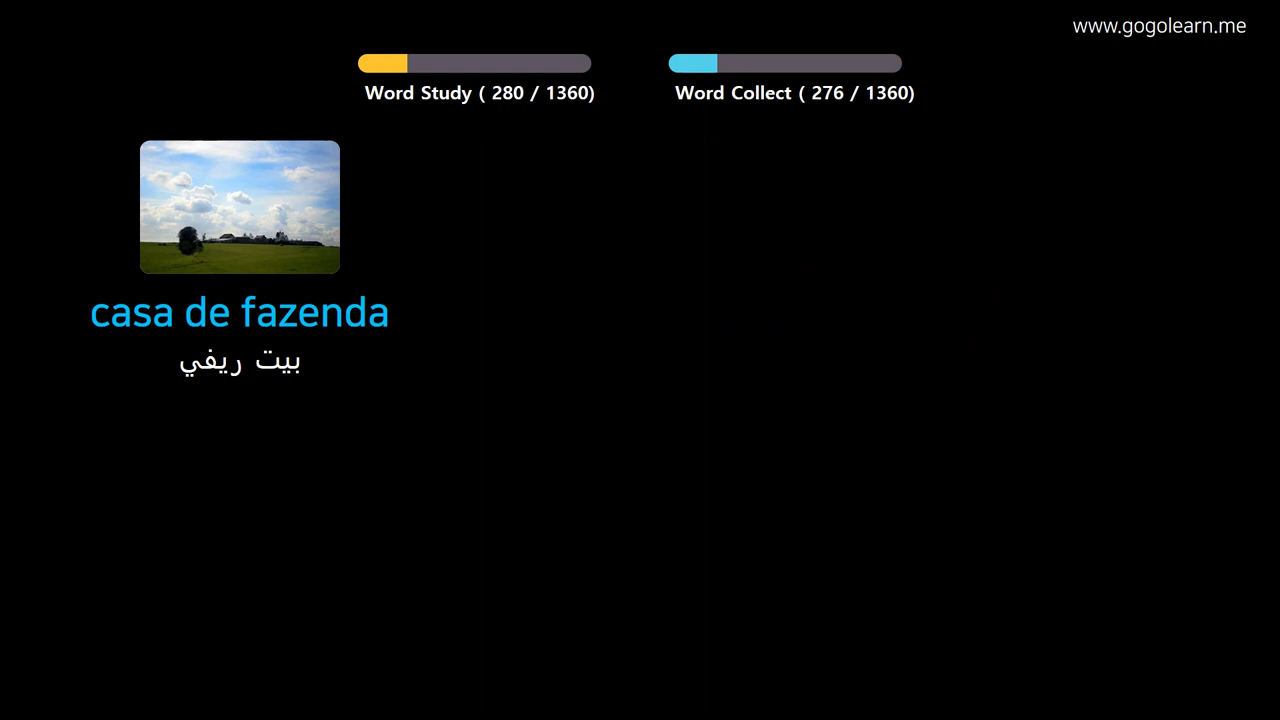 www.gogolearn.me
Word Study ( 280 / 1360)
Word Collect ( 276 / 1360)
casa de fazenda
بيت ريفي